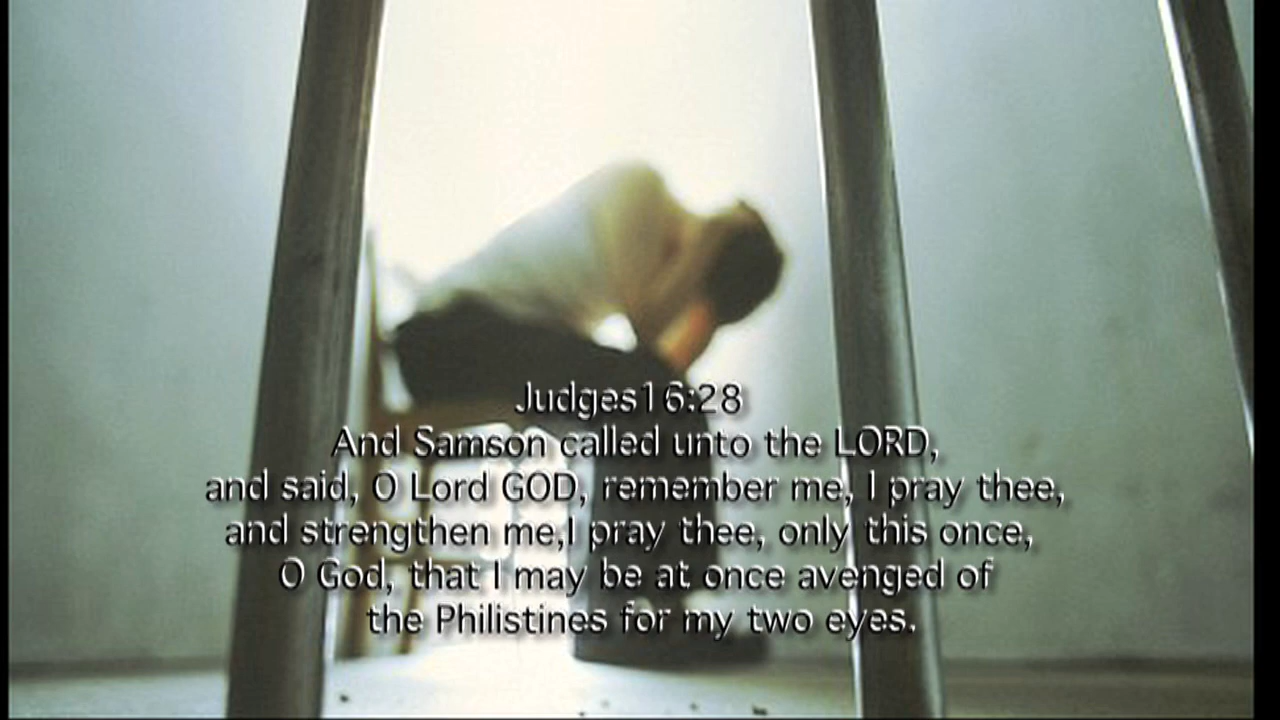 Judges16:28
And Samson called unto the LORD,
and said, O Lord GOD, remember me, I pray thee,
and strengthen me,I pray thee, only this once,
O God, that I may be at once avenged of
the Philistines for my two eyes.